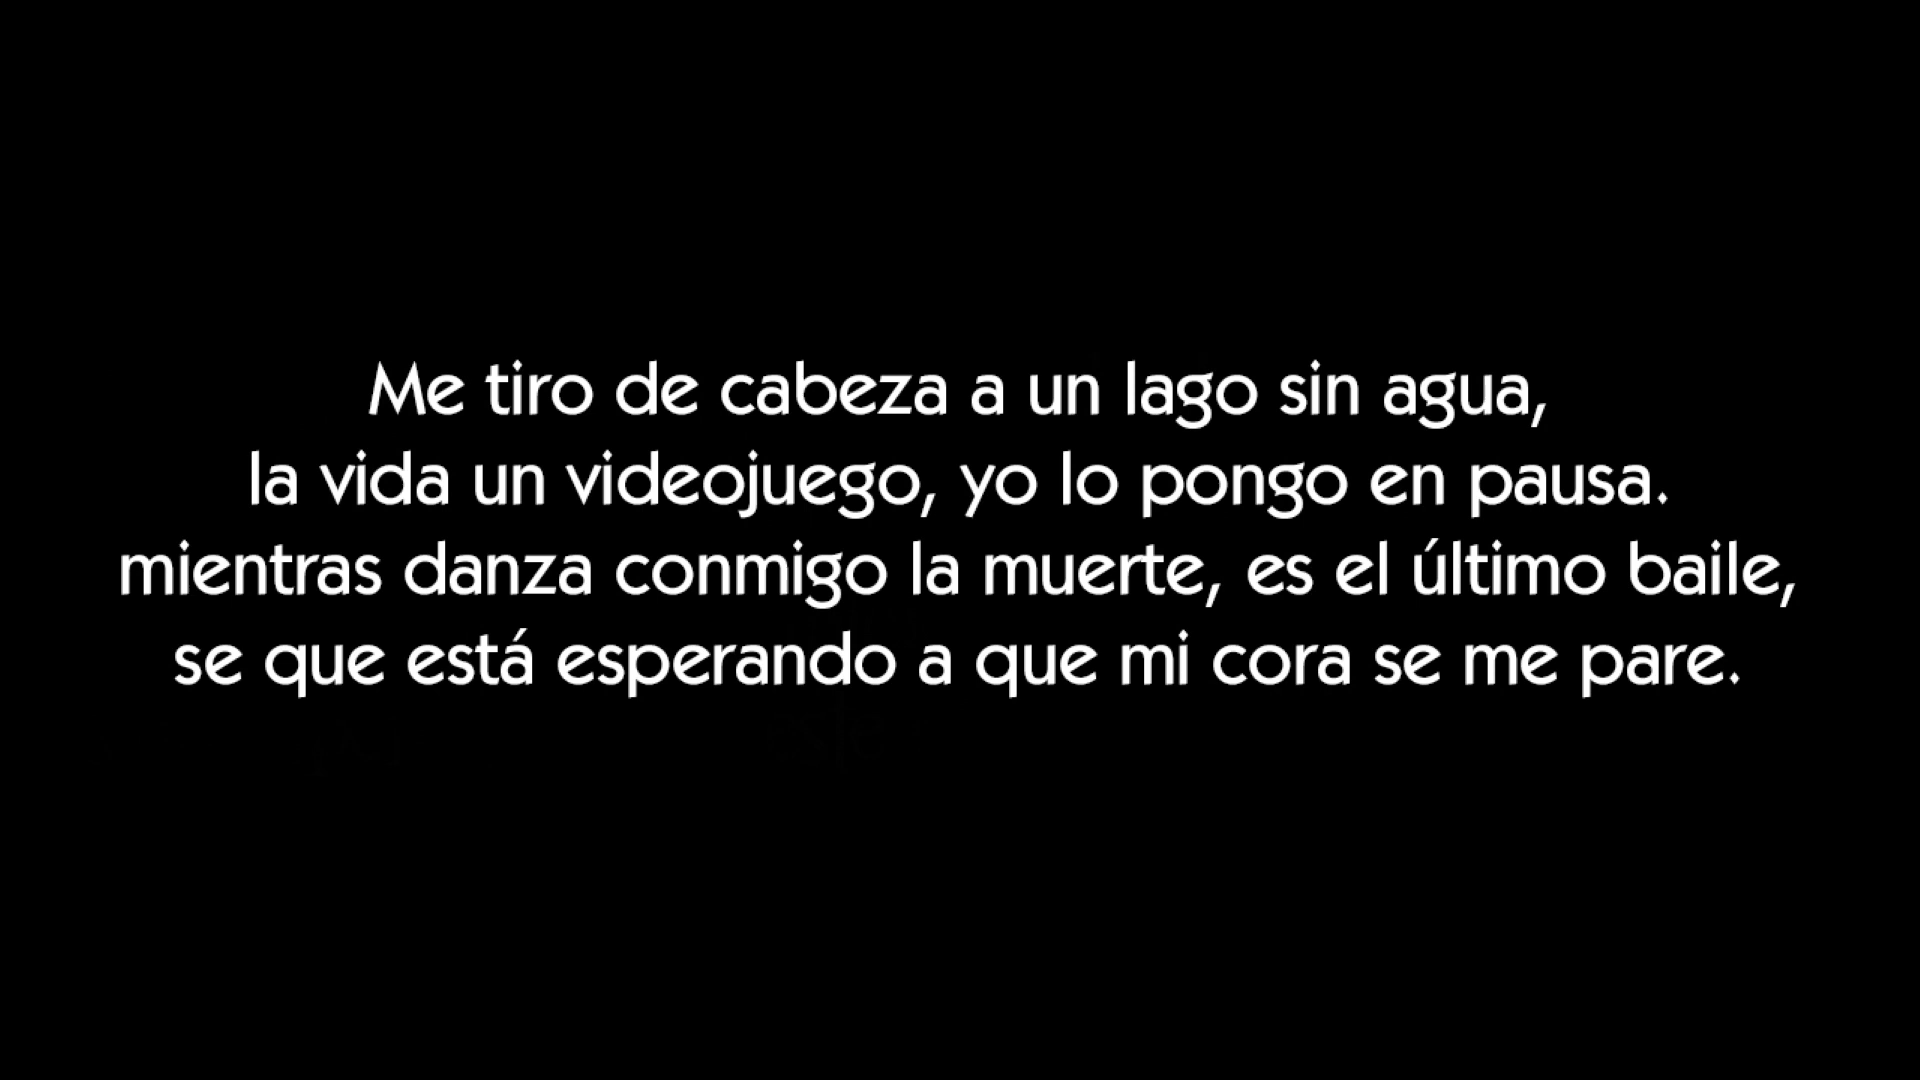 Me tiro de cabeza a un lago sin agua,
la vida un videojuego, yo lo pongo en pausa.
mientras danza conmigo la muerte, es el último baile,
se que está esperando a que mi cora se me pare.